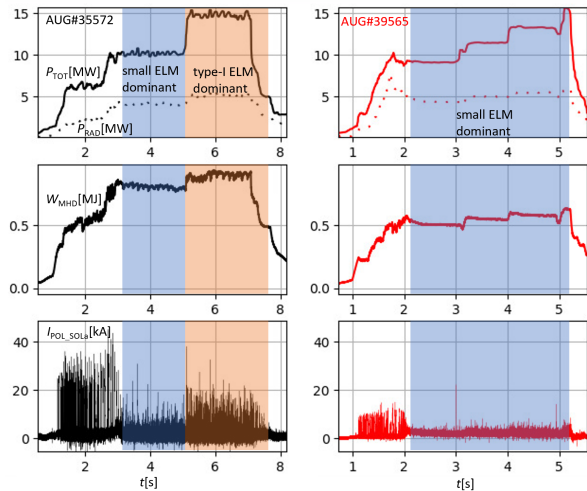 AUG#35572
P_TOT[MW]
small ELM
dominant
type-I ELM
dominant
P_RAD[MW]
15
10
5
2 4 6 8
AUG#39565
small ELM
dominant
15
10
5
1 2 3 4 5
W_MHD[MJ]
0.5
0.0
2 4 6 8
0.5
0.0
1 2 3 4 5
I_POL_SOLa[kA]
40
20
0
2 4 6 8
t[s]
40
20
0
1 2 3 4 5
t[s]